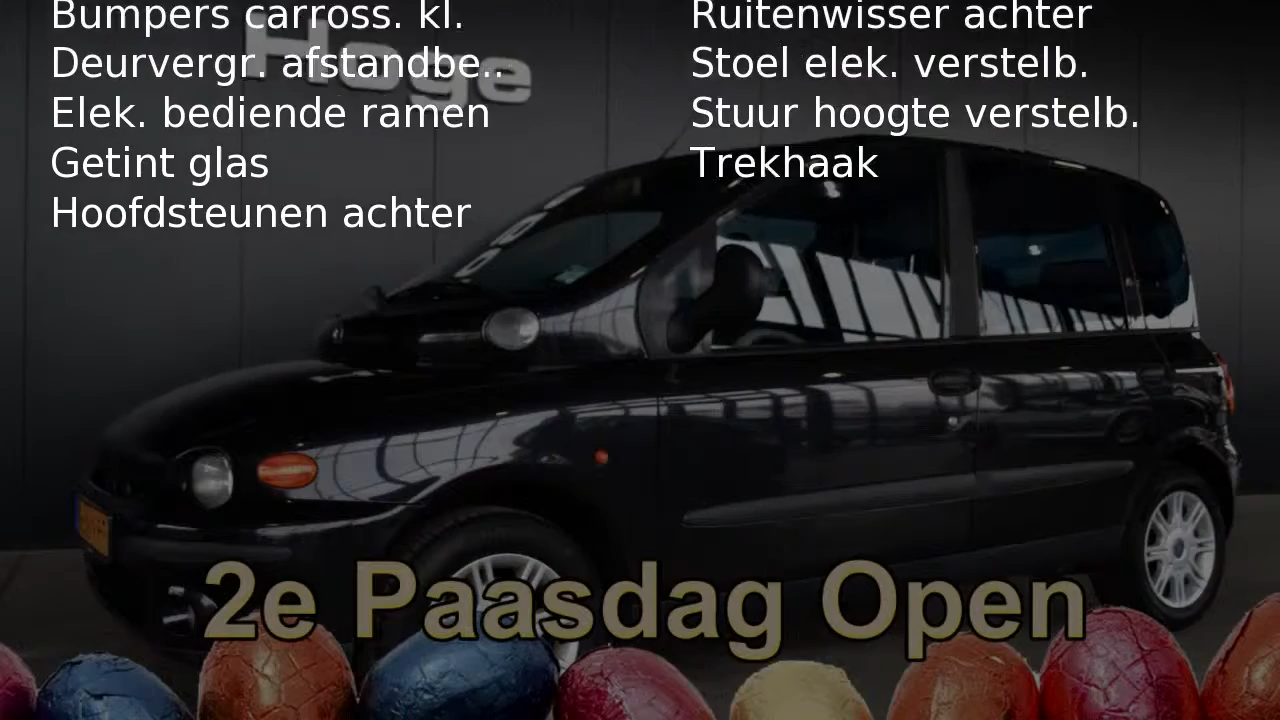 Bumpers carross. kl.
Deurvergr. afstandbe..
Elek. bediende ramen
Getint glas
Hoofdsteunen achter
Ruitenwisser achter
Stoel elek. verstelb.
Stuur hoogte verstelb.
Trekhaak
Hoge
2e Paasdag Open